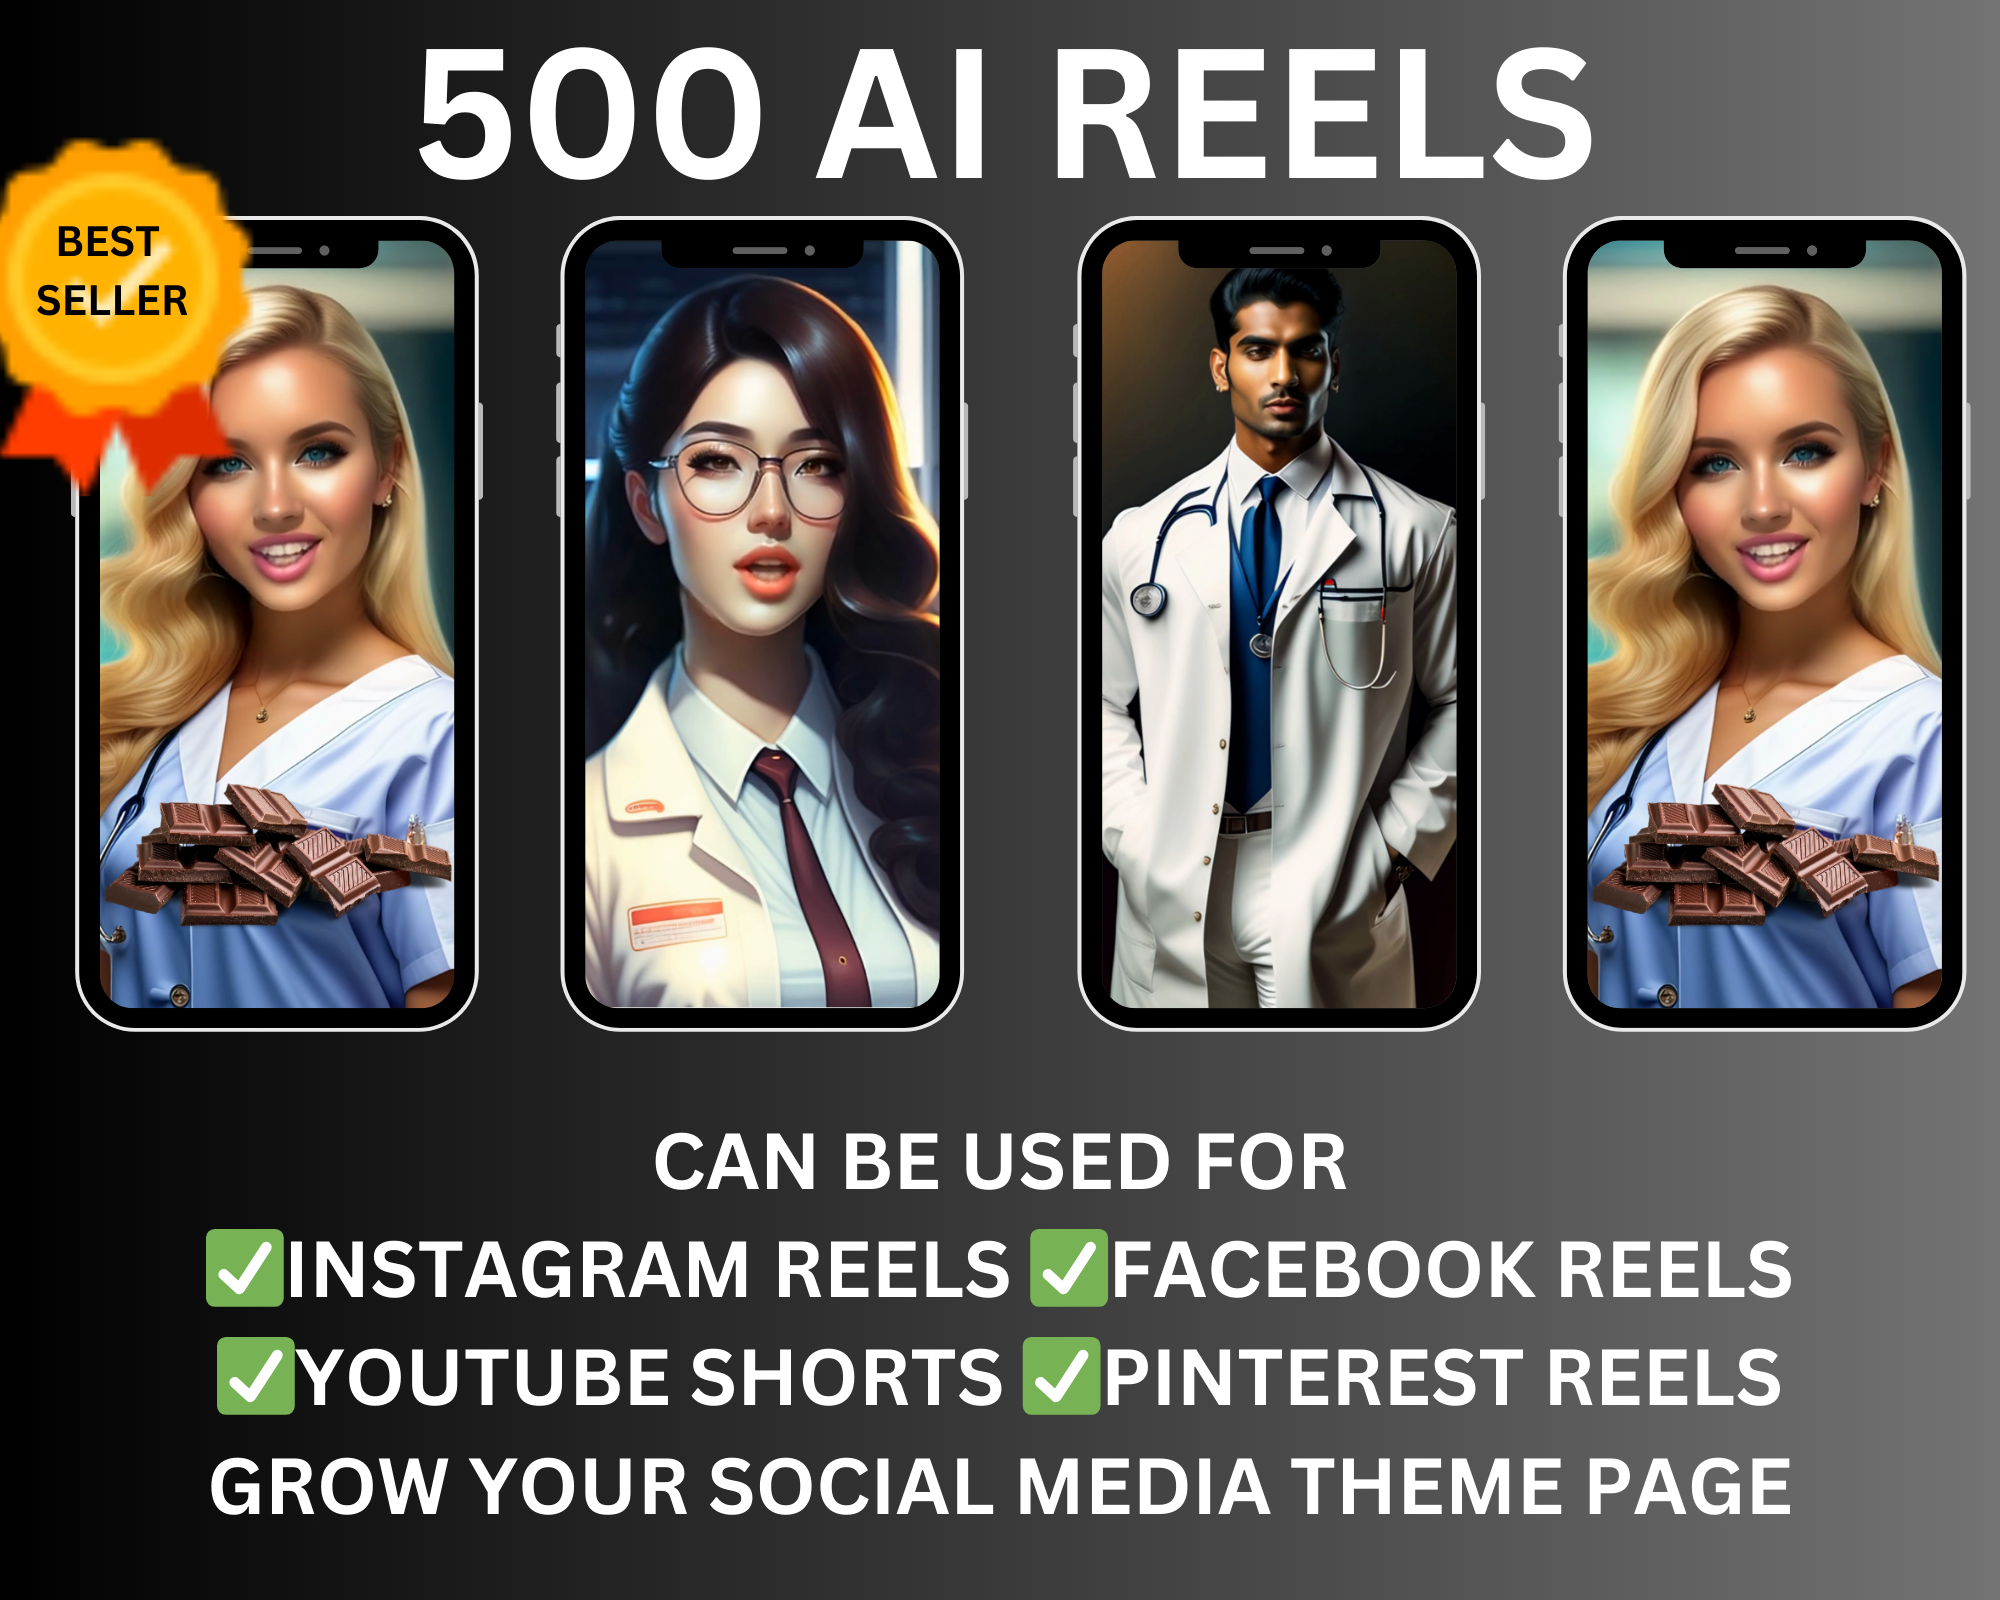 500 AI REELS
BEST
SELLER
CAN BE USED FOR
✅INSTAGRAM REELS ✅FACEBOOK REELS
✅YOUTUBE SHORTS ✅PINTEREST REELS
GROW YOUR SOCIAL MEDIA THEME PAGE